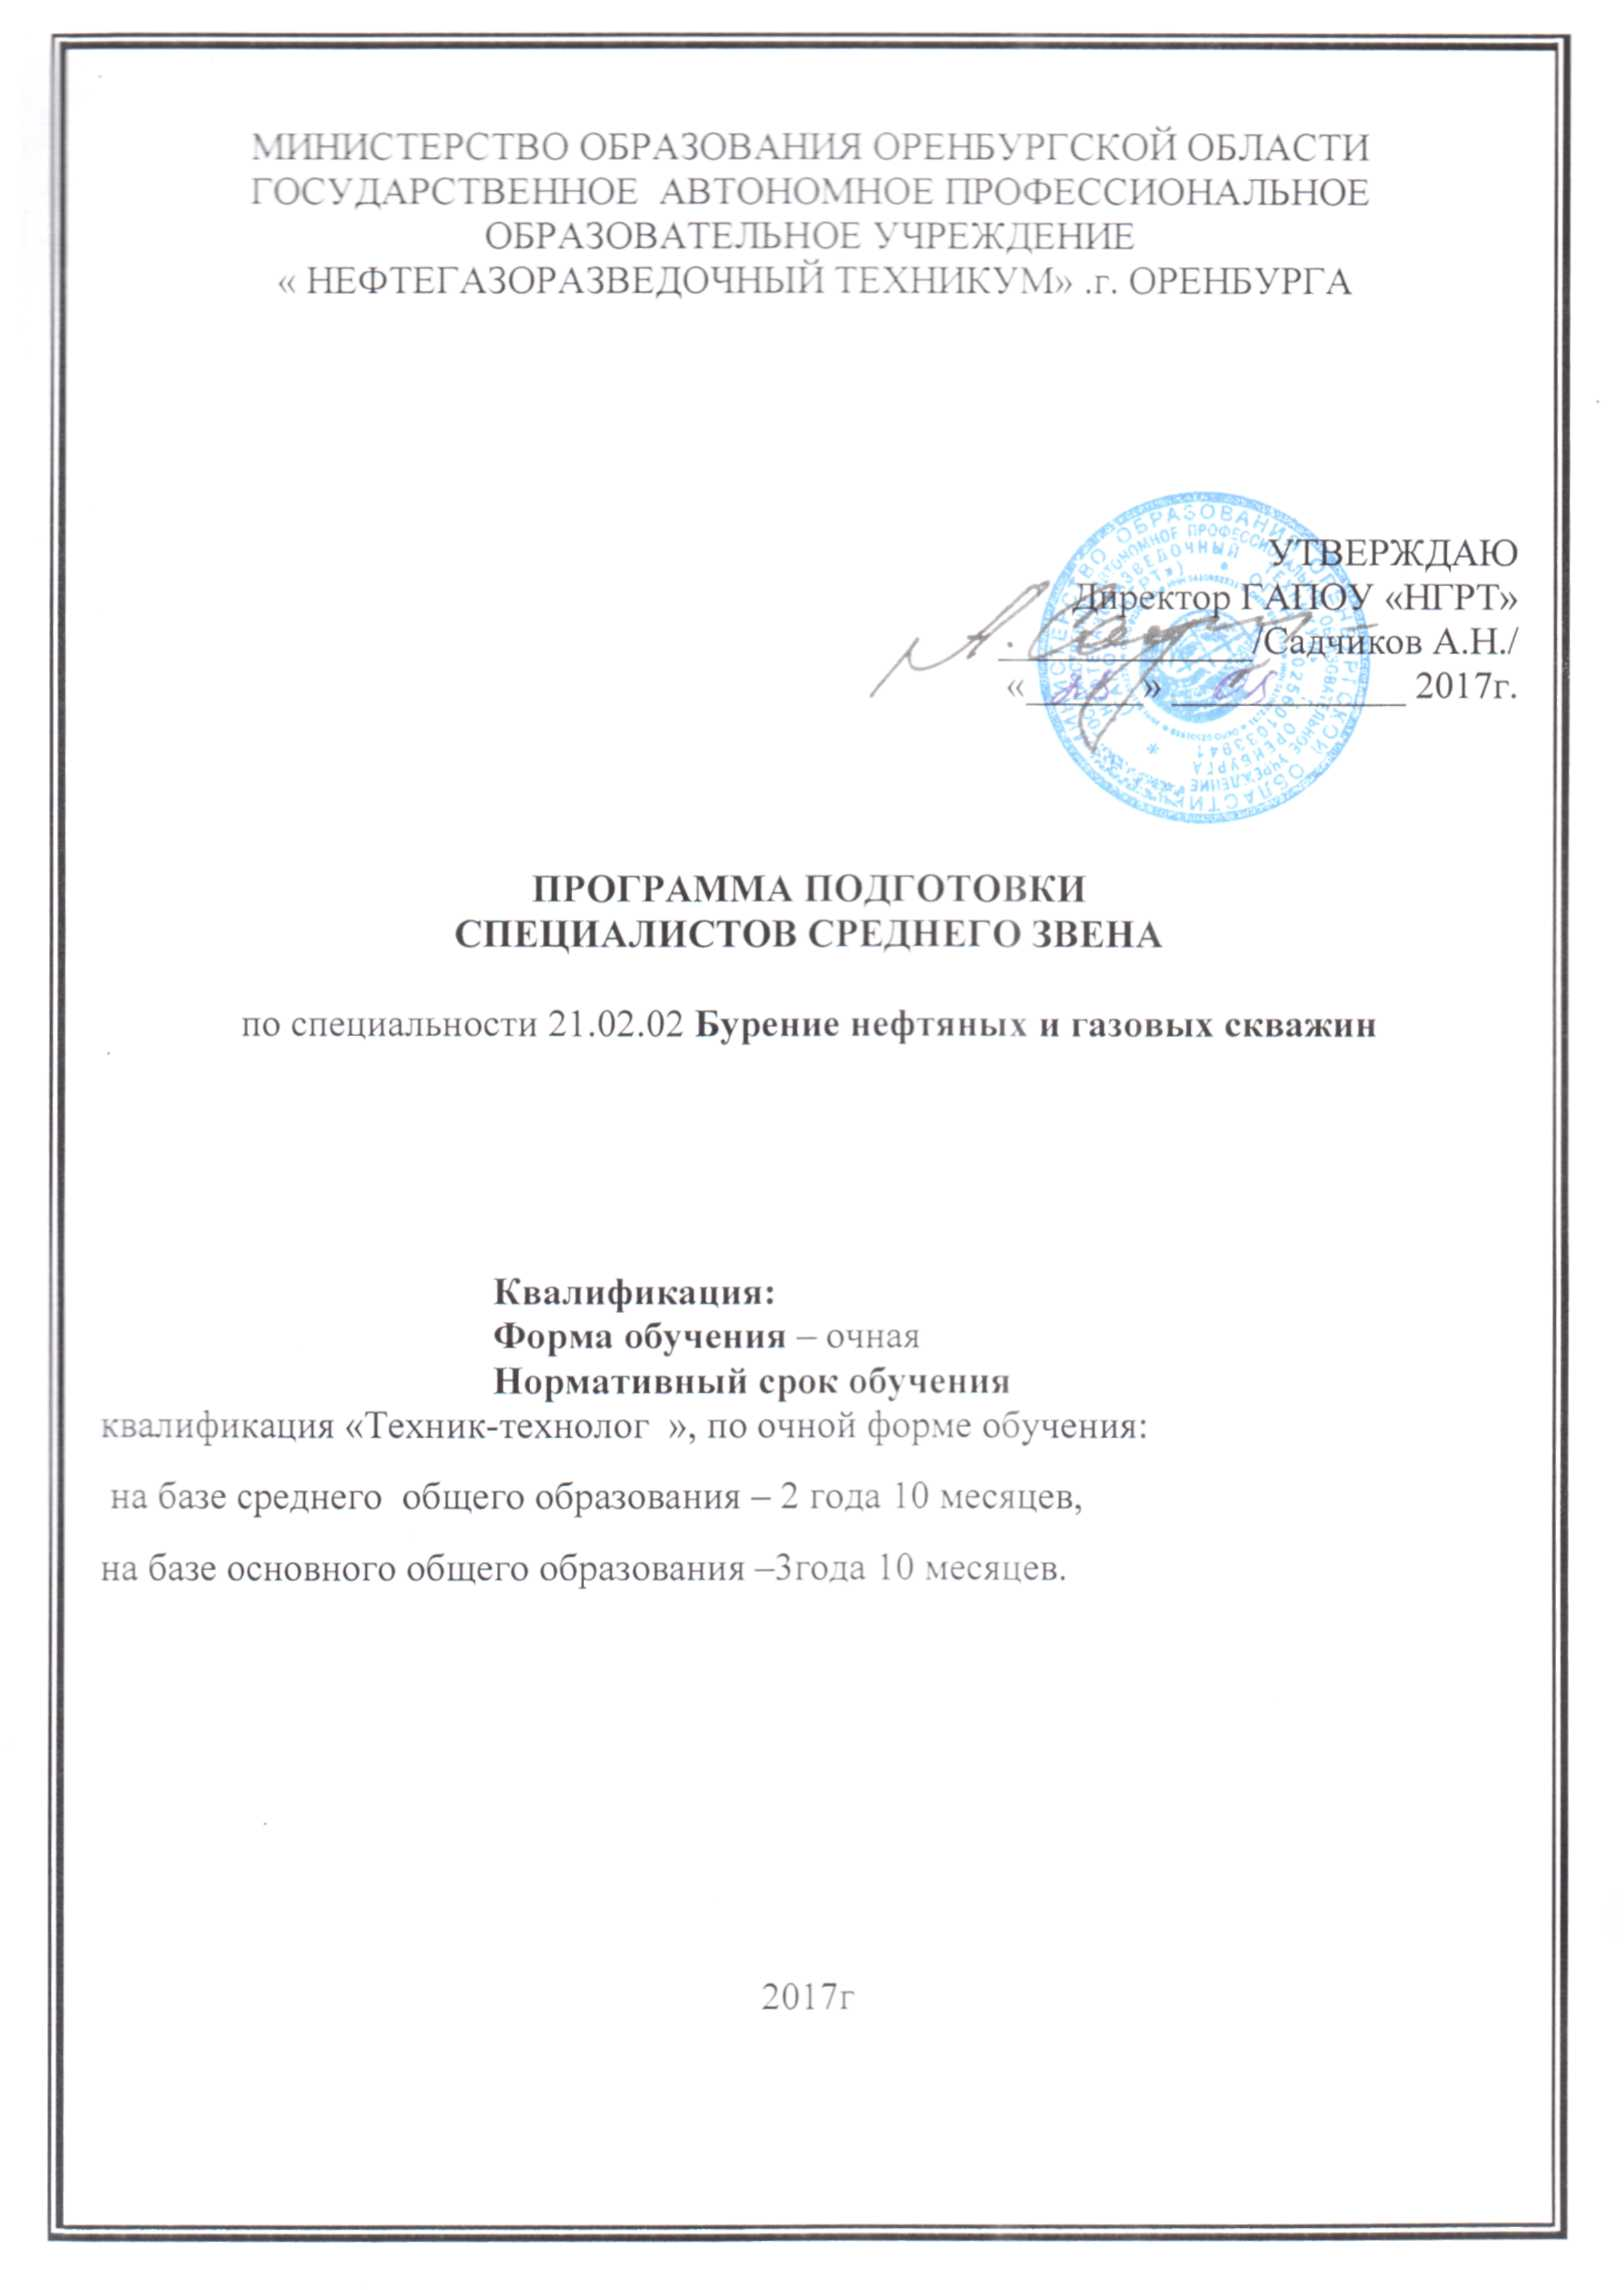 МИНИСТЕРСТВО ОБРАЗОВАНИЯ ОРЕНБУРГСКОЙ ОБЛАСТИ
ГОСУДАРСТВЕННОЕ АВТОНОМНОЕ ПРОФЕССИОНАЛЬНОЕ
ОБРАЗОВАТЕЛЬНОЕ УЧРЕЖДЕНИЕ
« НЕФТЕГАЗОРАЗВЕДОЧНЫЙ ТЕХНИКУМ» .г. ОРЕНБУРГА
УТВЕРЖДАЮ
Директор ГАПОУ «НГРТ»
/Садчиков А.Н./
« » 2017г.
ПРОГРАММА ПОДГОТОВКИ
СПЕЦИАЛИСТОВ СРЕДНЕГО ЗВЕНА
по специальности 21.02.02 Бурение нефтяных и газовых скважин
Квалификация:
Форма обучения – очная
Нормативный срок обучения
квалификация «Техник-технолог », по очной форме обучения:
на базе среднего общего образования – 2 года 10 месяцев,
на базе основного общего образования –3года 10 месяцев.
2017г